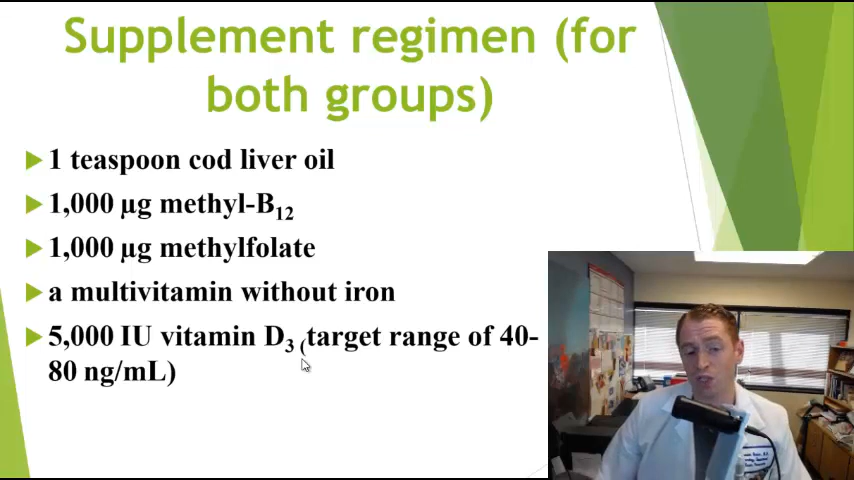 Supplement regimen (for
both groups)
1 teaspoon cod liver oil
1,000 μg methyl-B12
1,000 μg methylfolate
a multivitamin without iron
5,000 IU vitamin D3 (target range of 40-
80 ng/mL)